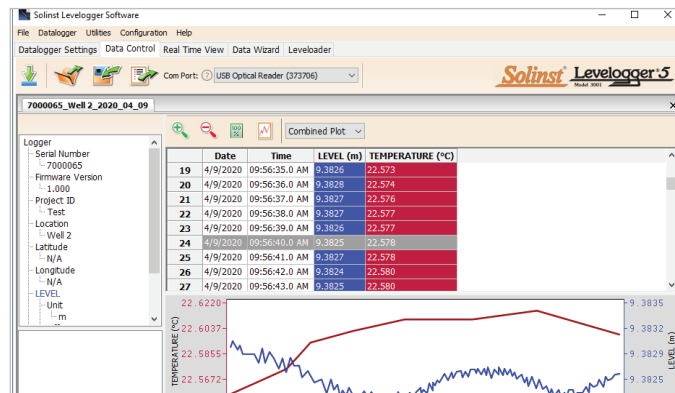 Solinst Levelogger Software
File Datalogger Utilities Configuration Help
Datalogger Settings Data Control Real Time View Data Wizard Leveloader
Com Port: ? USB Optical Reader (373706)
Solinst Levelogger 5
Model 3001
7000065_Well 2_2020_04_09
100 %
Combined Plot
Logger
Serial Number
7000065
Firmware Version
1.000
Project ID
Test
Location
Well 2
Latitude
N/A
Longitude
N/A
LEVEL
Unit
m
Date Time LEVEL (m) TEMPERATURE (°C)
19 4/9/2020 09:56:35.0 AM 9.3826 22.573
20 4/9/2020 09:56:36.0 AM 9.3828 22.574
21 4/9/2020 09:56:37.0 AM 9.3827 22.576
22 4/9/2020 09:56:38.0 AM 9.3827 22.577
23 4/9/2020 09:56:39.0 AM 9.3826 22.577
24 4/9/2020 09:56:40.0 AM 9.3825 22.578
25 4/9/2020 09:56:41.0 AM 9.3827 22.578
26 4/9/2020 09:56:42.0 AM 9.3824 22.580
27 4/9/2020 09:56:43.0 AM 9.3825 22.580
TEMPERATURE (°C)
22.6220
22.6037
22.5855
22.5672
9.3835
9.3832
9.3829
9.3825
LEVEL (m)